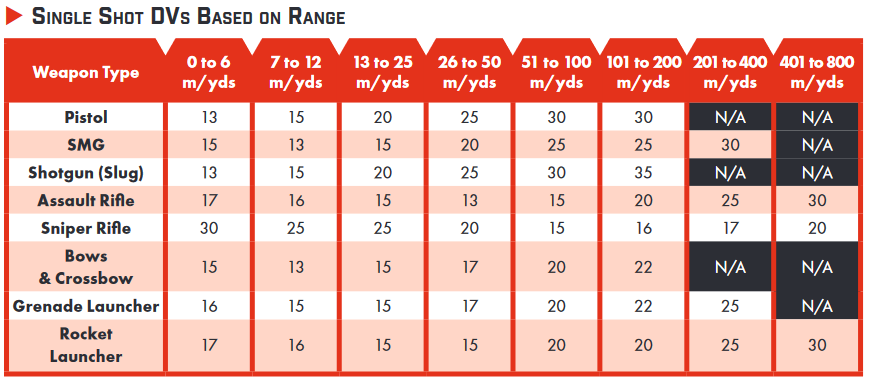 Single Shot DVs Based on Range
Weapon Type 0 to 6 m/yds 7 to 12 m/yds 13 to 25 m/yds 26 to 50 m/yds 51 to 100 m/yds 101 to 200 m/yds 201 to 400 m/yds 401 to 800 m/yds
Pistol 13 15 20 25 30 30 N/A N/A
SMG 15 13 15 20 25 25 30 N/A
Shotgun (Slug) 13 15 20 25 30 35 N/A N/A
Assault Rifle 17 16 15 13 15 20 25 30
Sniper Rifle 30 25 25 20 15 16 17 20
Bows & Crossbow 15 13 15 17 20 22 N/A N/A
Grenade Launcher 16 15 15 17 20 22 25 N/A
Rocket Launcher 17 16 15 15 20 20 25 30